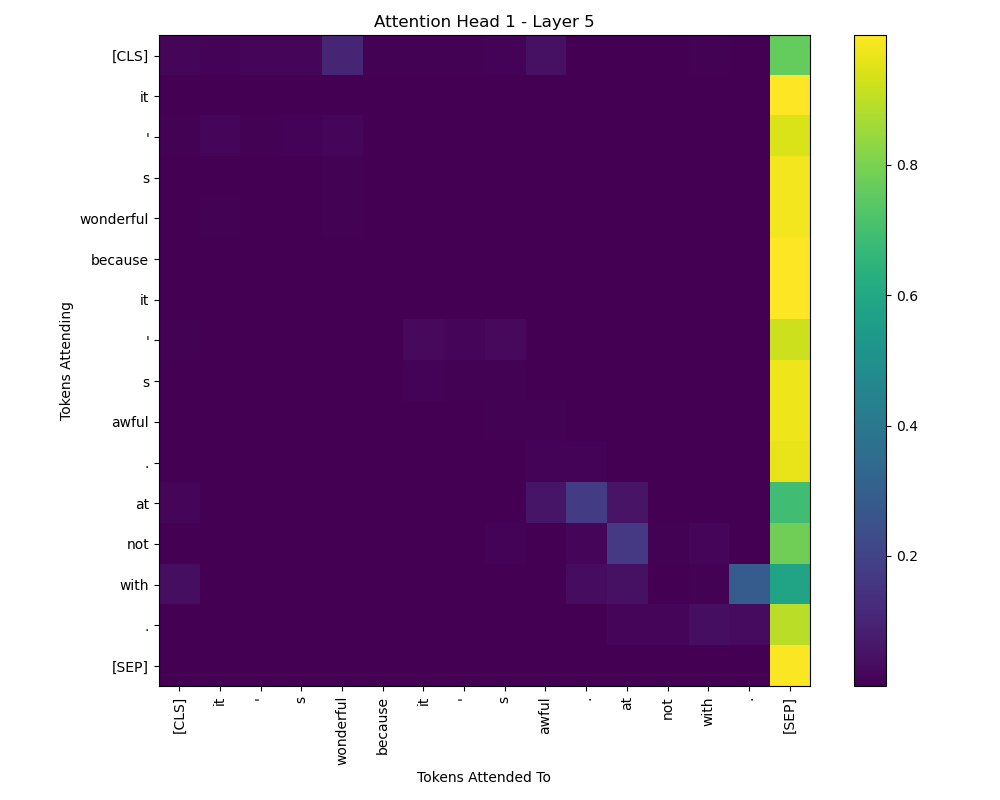 Attention Head 1 - Layer 5
[CLS]
it
'
s
wonderful
because
it
'
s
awful
.
at
not
with
.
[SEP]
Tokens Attending
[CLS]
it
'
s
wonderful
because
it
'
s
awful
.
at
not
with
.
[SEP]
Tokens Attended To
0.8
0.6
0.4
0.2